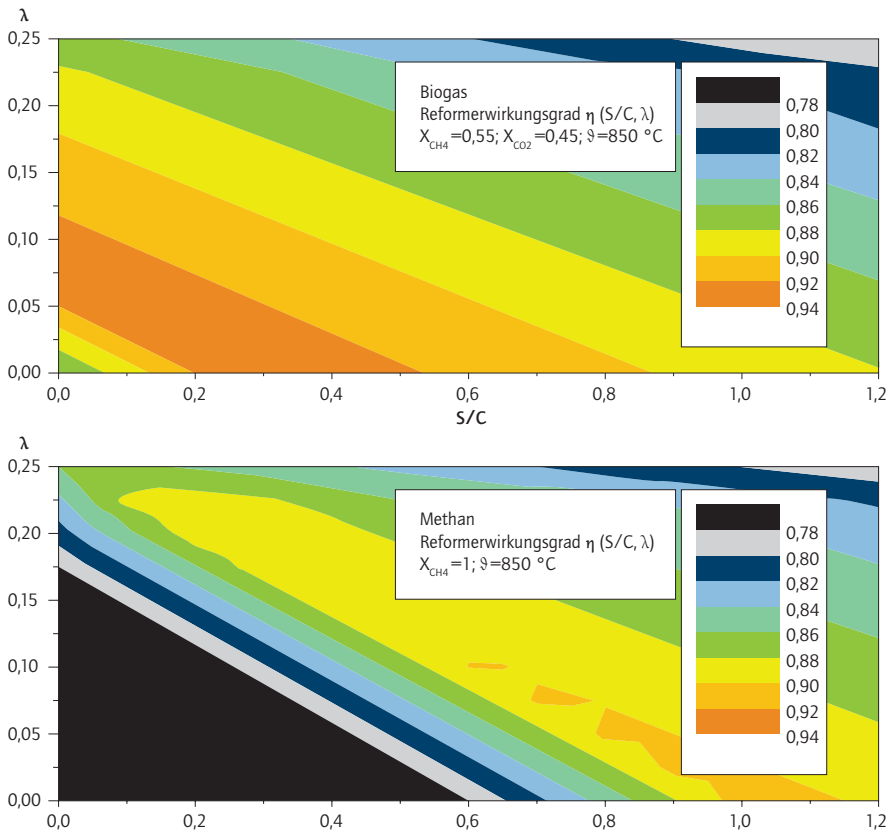 λ
0,25
0,20
0,15
0,10
0,05
0,00
0,0 0,2 0,4 0,6 0,8 1,0 1,2
S/C
Biogas
Reformerwirkungsgrad η (S/C, λ)
X_CH4=0,55; X_CO2=0,45; ϑ=850 °C
0,78
0,80
0,82
0,84
0,86
0,88
0,90
0,92
0,94
λ
0,25
0,20
0,15
0,10
0,05
0,00
0,0 0,2 0,4 0,6 0,8 1,0 1,2
Methan
Reformerwirkungsgrad η (S/C, λ)
X_CH4=1; ϑ=850 °C
0,78
0,80
0,82
0,84
0,86
0,88
0,90
0,92
0,94